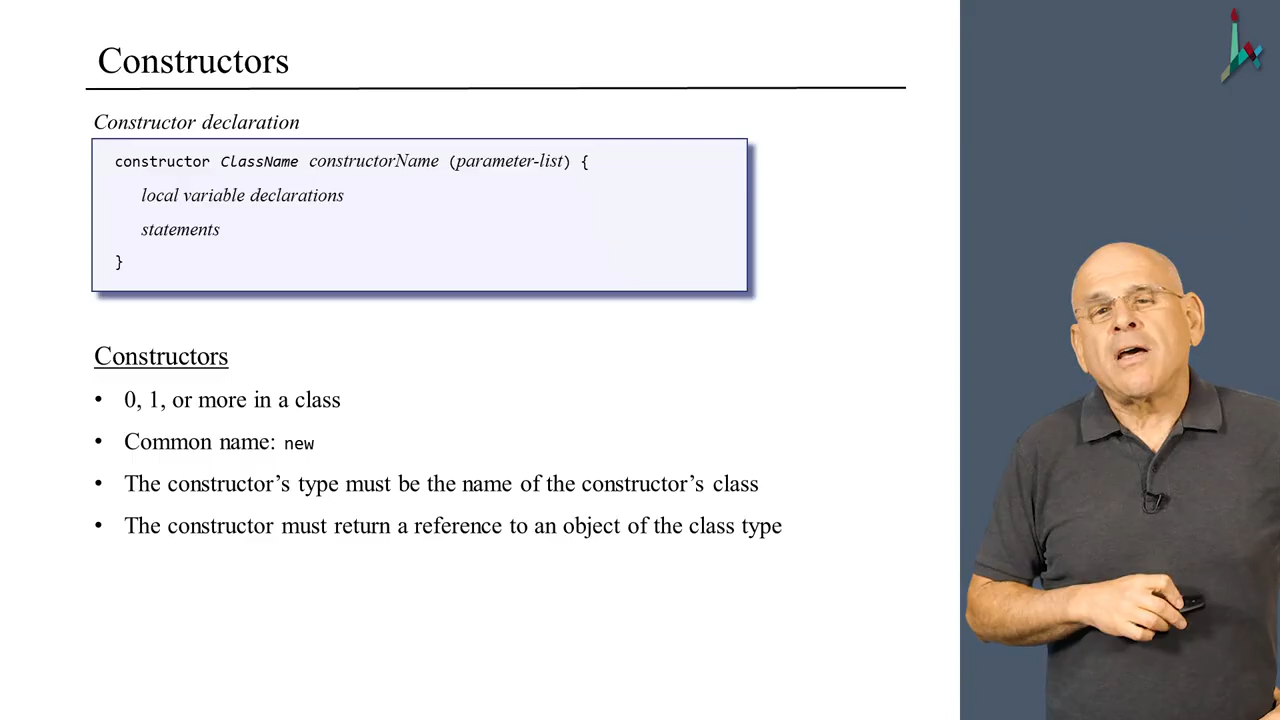 Constructors
Constructor declaration
constructor ClassName constructorName (parameter-list) {
local variable declarations
statements
}
Constructors
• 0, 1, or more in a class
• Common name: new
• The constructor’s type must be the name of the constructor’s class
• The constructor must return a reference to an object of the class type